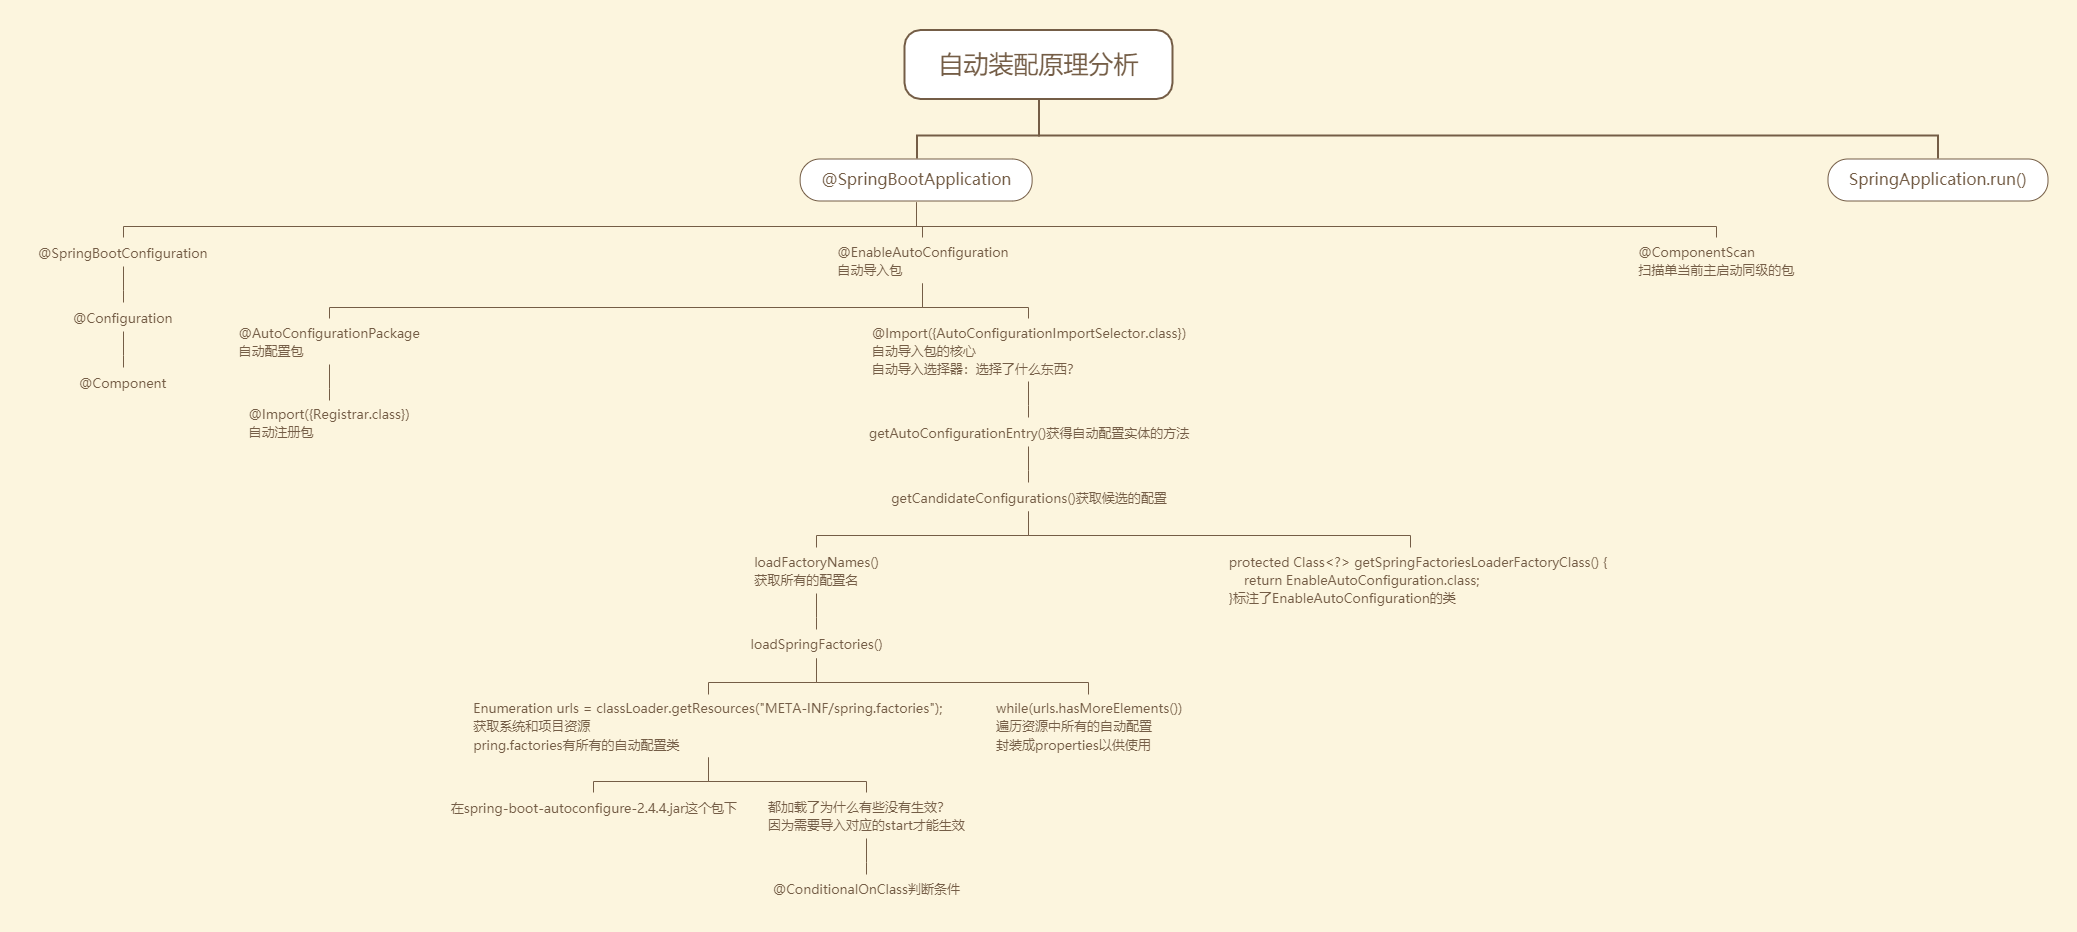 自动装配原理分析
@SpringBootApplication
SpringApplication.run()
@SpringBootConfiguration
@EnableAutoConfiguration
自动导入包
@ComponentScan
扫描单当前主启动同级的包
@Configuration
@Component
@AutoConfigurationPackage
自动配置包
@Import({Registrar.class})
自动注册包
@Import({AutoConfigurationImportSelector.class})
自动导入包的核心
自动导入选择器：选择了什么东西？
getAutoConfigurationEntry()获得自动配置实体的方法
getCandidateConfigurations()获取候选的配置
loadFactoryNames()
获取所有的配置名
protected Class<?> getSpringFactoriesLoaderFactoryClass() {
return EnableAutoConfiguration.class;
}标注了EnableAutoConfiguration的类
loadSpringFactories()
Enumeration urls = classLoader.getResources("META-INF/spring.factories");
获取系统和项目资源
pring.factories有所有的自动配置类
while(urls.hasMoreElements())
遍历资源中所有的自动配置
封装成properties以供使用
在spring-boot-autoconfigure-2.4.4.jar这个包下
都加载了为什么有些没有生效？
因为需要导入对应的start才能生效
@ConditionalOnClass判断条件